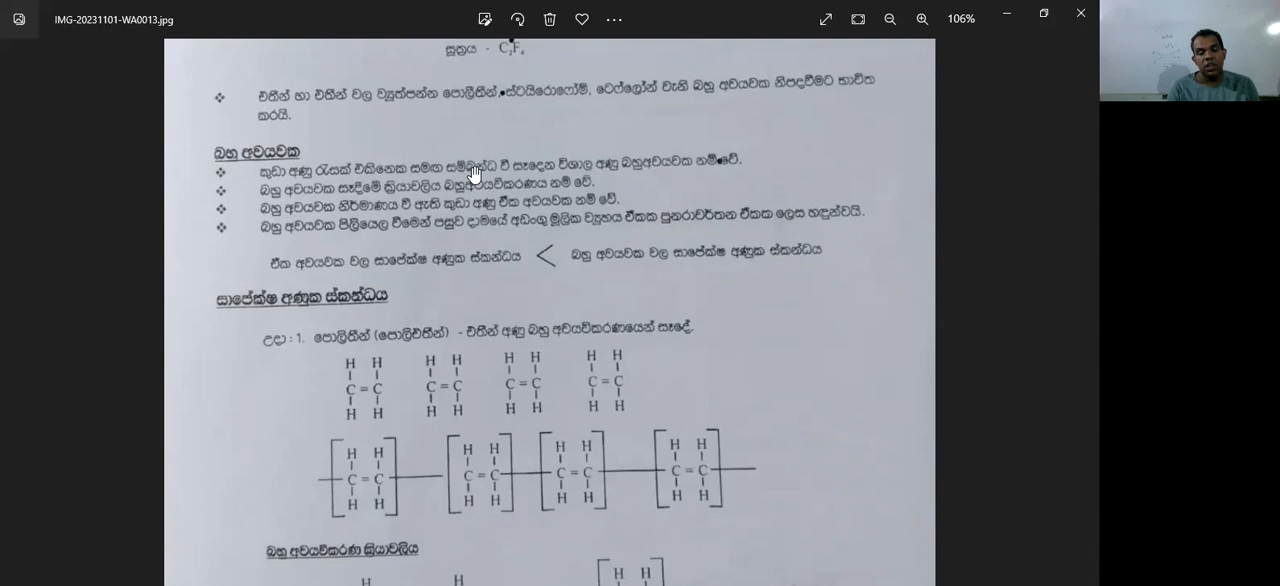 IMG-20231101-WA0013.jpg
106%
සූත්‍රය - C₂F₄
❖ එතීන් හා එතීන් වල ව්‍යුත්පන්න පොලිතීන්, ස්ටයිරොෆෝම්, ටෙෆ්ලෝන් වැනි බහු අවයවක නිපදවීමට භාවිත
කරයි.
බහු අවයවක
❖ කුඩා අණු රැසක් එකිනෙක සමඟ සම්බන්ධ වී සෑදෙන විශාල අණු බහුඅවයවක නම් වේ.
❖ බහු අවයවක සෑදීමේ ක්‍රියාවලිය බහුඅවයවීකරණය නම් වේ.
❖ බහු අවයවක නිර්මාණය වී ඇති කුඩා අණු ඒක අවයවක නම් වේ.
❖ බහු අවයවක පිලියෙල වීමෙන් පසුව දාමයේ අඩංගු මූලික ව්‍යුහය ඒකක පුනරාවර්තන ඒකක ලෙස හඳුන්වයි.
ඒක අවයවක වල සාපේක්ෂ අණුක ස්කන්ධය < බහු අවයවක වල සාපේක්ෂ අණුක ස්කන්ධය
සාපේක්ෂ අණුක ස්කන්ධය
උදා : 1. පොලිතීන් (පොලිඑතීන්) - එතීන් අණු බහු අවයවීකරණයෙන් සෑදේ.
H H H H H H H H
C = C C = C C = C C = C
H H H H H H H H
H H H H H H H H
C = C C = C C = C C = C
H H H H H H H H
බහු අවයවීකරණ ක්‍රියාවලිය
H H H H